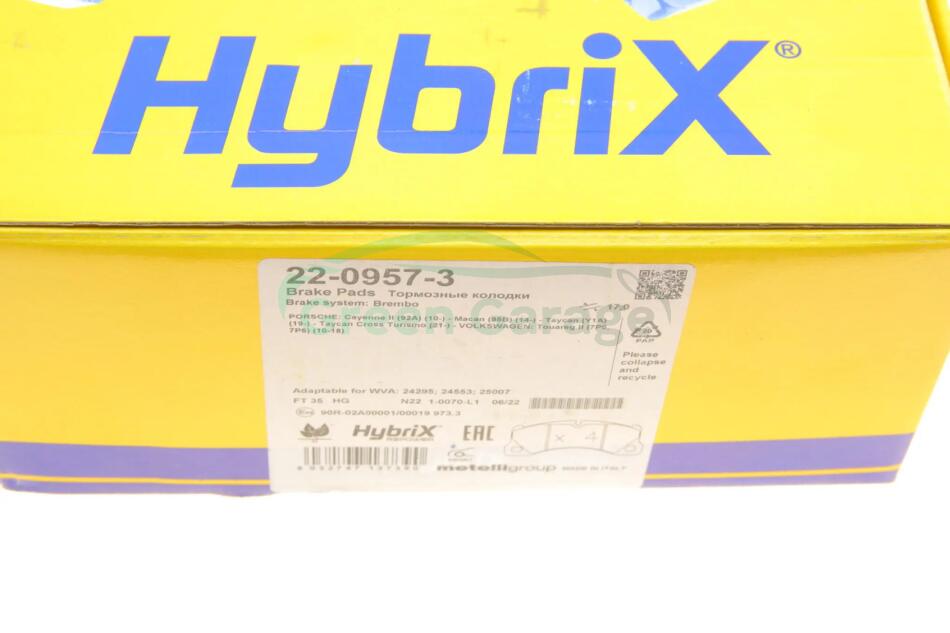 HybriX®
22-0957-3
Brake Pads Тормозные колодки
Brake system: Brembo
17,0
PORSCHE: Cayenne II (92A) (10-) - Macan (95B) (14-) - Taycan (Y1A)
(19-) - Taycan Cross Turismo (21-) - VOLKSWAGEN: Touareg II (7P5,
7P6) (10-18)
Green Garage
PAP
Please
collapse
and
recycle
Adaptable for WVA: 24295; 24553; 25007
FT 35 HG N22 1-0070-L1 06/22
90R-02A00001/00019 973.3
HybriX EAC
x 4
metelligroup MADE IN ITALY